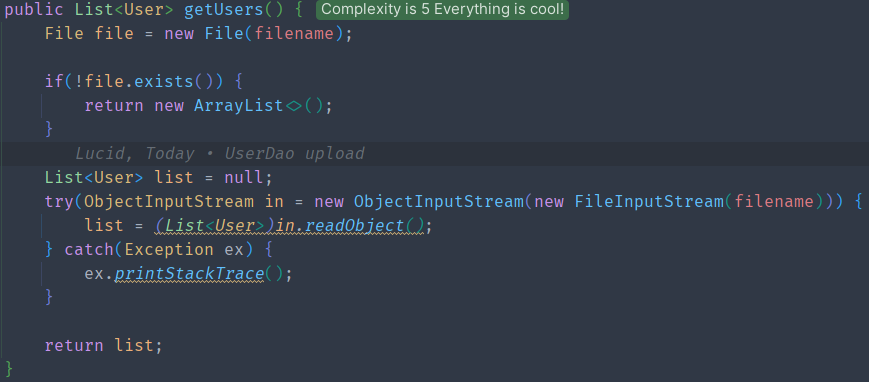 public List<User> getUsers() { Complexity is 5 Everything is cool!
    File file = new File(filename);

    if(!file.exists()) {
        return new ArrayList<>();
    }
       Lucid, Today • UserDao upload
    List<User> list = null;
    try(ObjectInputStream in = new ObjectInputStream(new FileInputStream(filename))) {
        list = (List<User>)in.readObject();
    } catch(Exception ex) {
        ex.printStackTrace();
    }

    return list;
}